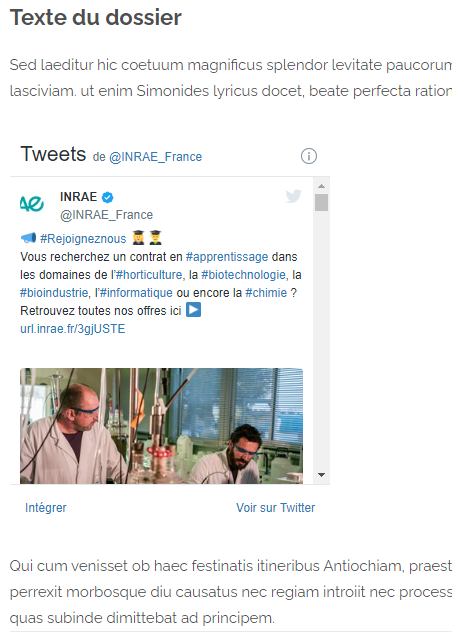 Texte du dossier
Sed laeditur hic coetuum magnificus splendor levitate paucorum
lasciviam. ut enim Simonides lyricus docet, beate perfecta ration
Tweets de @INRAE_France
INRAE
@INRAE_France
#Rejoigneznous
Vous recherchez un contrat en #apprentissage dans
les domaines de l'#horticulture, la #biotechnologie, la
#bioindustrie, l'#informatique ou encore la #chimie ?
Retrouvez toutes nos offres ici
url.inrae.fr/3gjUSTE
Intégrer
Voir sur Twitter
Qui cum venisset ob haec festinatis itineribus Antiochiam, praest
perrexit morbosque diu causatus nec regiam introiit nec process
quas subinde dimittebat ad principem.